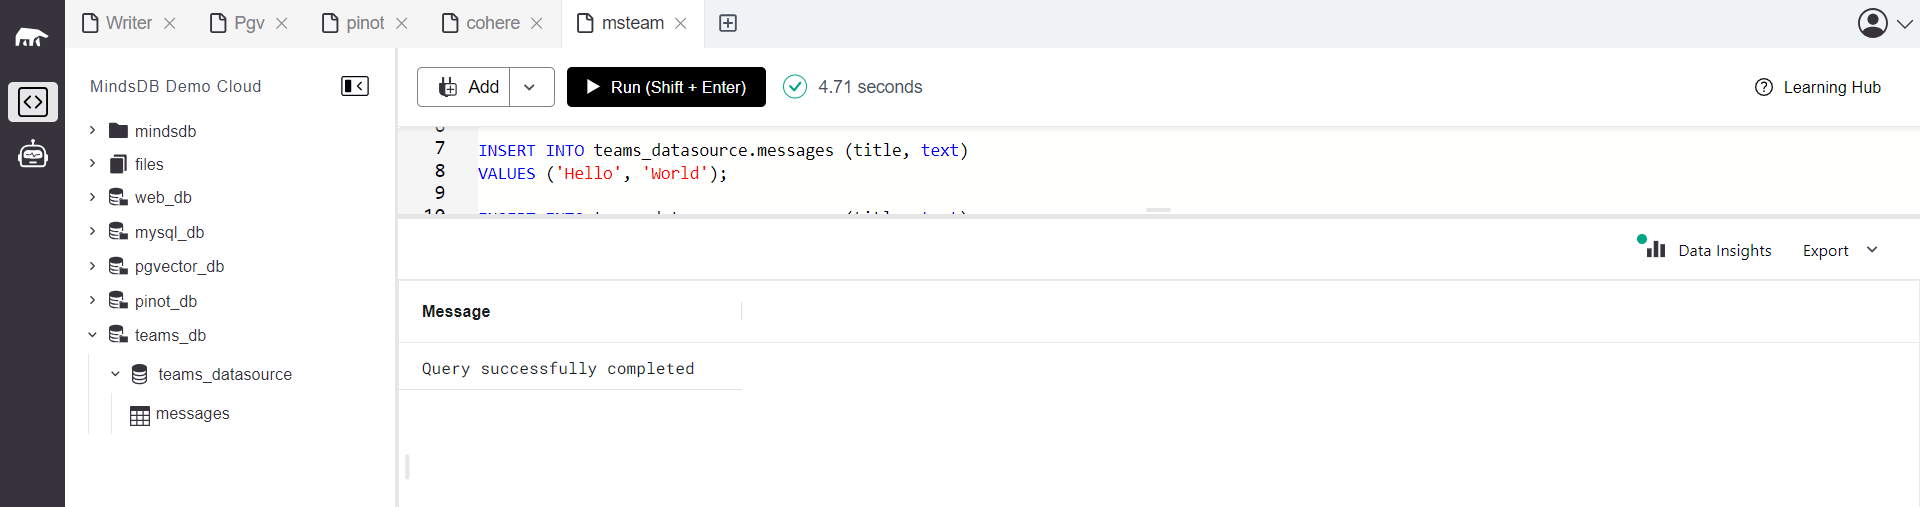 Writer
Pgv
pinot
cohere
msteam
MindsDB Demo Cloud
mindsdb
files
web_db
mysql_db
pgvector_db
pinot_db
teams_db
teams_datasource
messages
Add
Run (Shift + Enter)
4.71 seconds
Learning Hub
7 INSERT INTO teams_datasource.messages (title, text)
8 VALUES ('Hello', 'World');
9
Data Insights
Export
Message
Query successfully completed